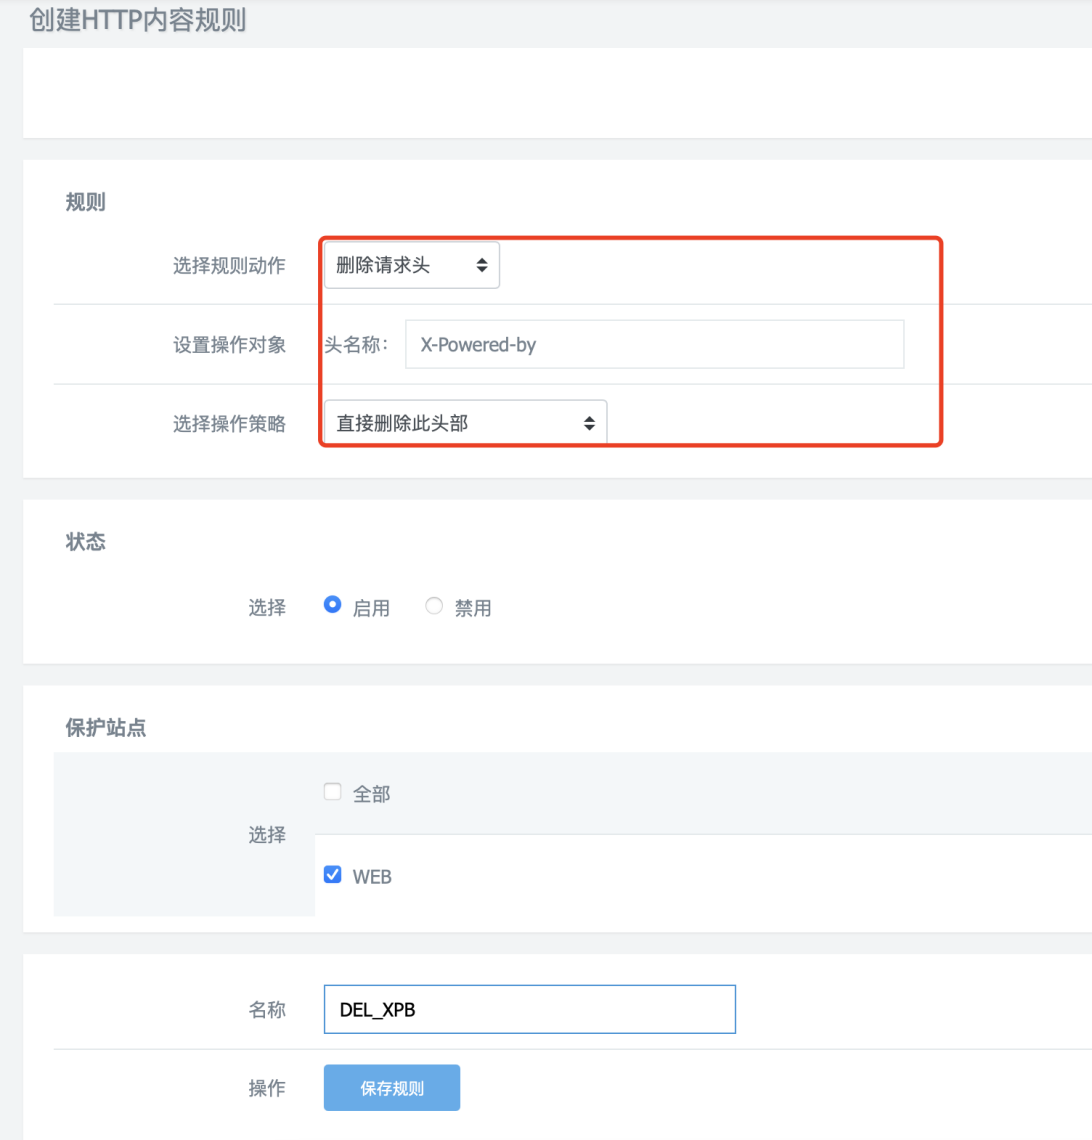 创建HTTP内容规则
规则
选择规则动作 删除请求头
设置操作对象 头名称： X-Powered-by
选择操作策略 直接删除此头部
状态
选择 启用 禁用
保护站点
全部
选择
WEB
名称 DEL_XPB
操作 保存规则